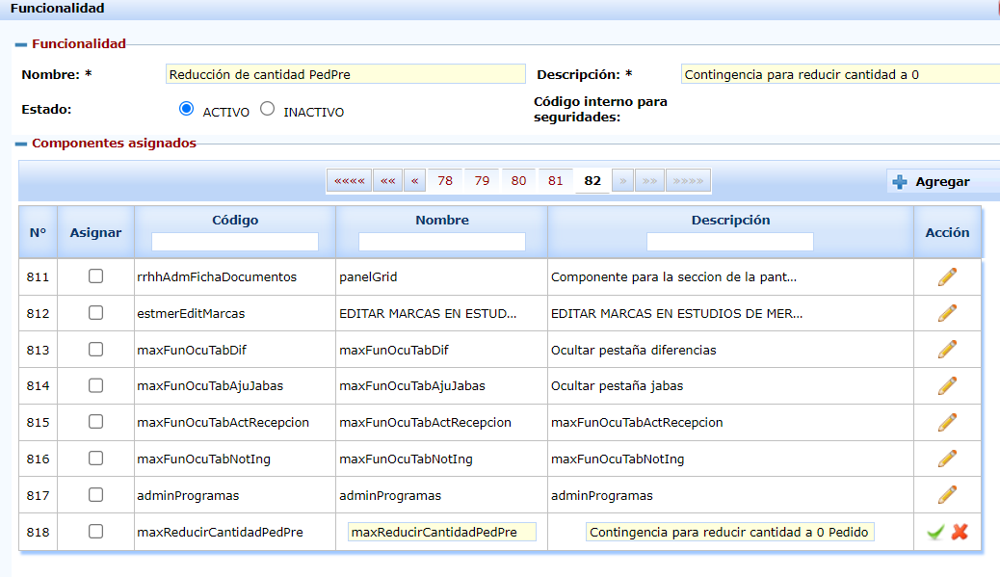 Funcionalidad
Funcionalidad
Nombre: * Reducción de cantidad PedPre Descripción: * Contingencia para reducir cantidad a 0
Estado: ACTIVO INACTIVO Código interno para
seguridades:
Componentes asignados
«««« «« « 78 79 80 81 82 » »» »»»» Agregar
N° Asignar Código Nombre Descripción Acción
811 rrhhAdmFichaDocumentos panelGrid Componente para la seccion de la pant...
812 estmerEditMarcas EDITAR MARCAS EN ESTUD... EDITAR MARCAS EN ESTUDIOS DE MER...
813 maxFunOcuTabDif maxFunOcuTabDif Ocultar pestaña diferencias
814 maxFunOcuTabAjuJabas maxFunOcuTabAjuJabas Ocultar pestaña jabas
815 maxFunOcuTabActRecepcion maxFunOcuTabActRecepcion maxFunOcuTabActRecepcion
816 maxFunOcuTabNotIng maxFunOcuTabNotIng maxFunOcuTabNotIng
817 adminProgramas adminProgramas adminProgramas
818 maxReducirCantidadPedPre maxReducirCantidadPedPre Contingencia para reducir cantidad a 0 Pedido